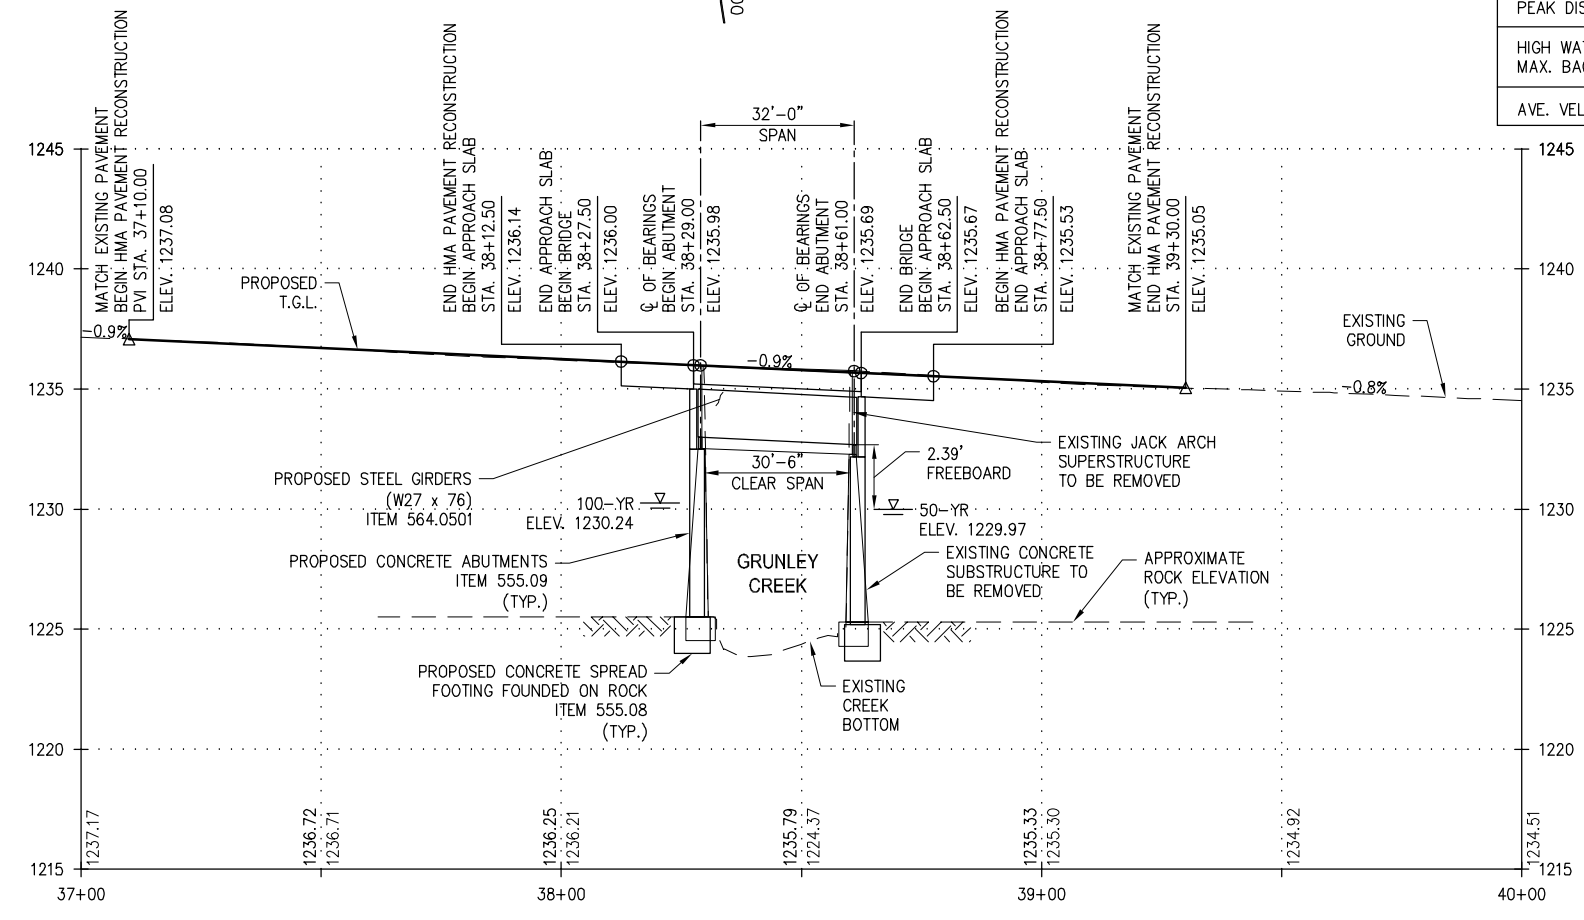 00
PEAK DIS
HIGH WA
MAX. BA
AVE. VEL
32'-0"
SPAN
1245
1245
MATCH EXISTING PAVEMENT
BEGIN HMA PAVEMENT RECONSTRUCTION
PVI STA. 37+10.00
ELEV. 1237.08
END HMA PAVEMENT RECONSTRUCTION
BEGIN APPROACH SLAB
STA. 38+12.50
ELEV. 1236.14
END APPROACH SLAB
BEGIN BRIDGE
STA. 38+27.50
ELEV. 1236.00
℄ OF BEARINGS
BEGIN ABUTMENT
STA. 38+29.00
ELEV. 1235.98
℄ OF BEARINGS
END ABUTMENT
STA. 38+61.00
ELEV. 1235.69
END BRIDGE
BEGIN APPROACH SLAB
STA. 38+62.50
ELEV. 1235.67
BEGIN HMA PAVEMENT RECONSTRUCTION
END APPROACH SLAB
STA. 38+77.50
ELEV. 1235.53
MATCH EXISTING PAVEMENT
END HMA PAVEMENT RECONSTRUCTION
STA. 39+30.00
ELEV. 1235.05
1240
1240
PROPOSED
T.G.L.
-0.9%
-0.9%
EXISTING
GROUND
-0.8%
1235
1235
PROPOSED STEEL GIRDERS
(W27 x 76)
ITEM 564.0501
30'-6"
CLEAR SPAN
2.39'
FREEBOARD
EXISTING JACK ARCH
SUPERSTRUCTURE
TO BE REMOVED
100-YR
ELEV. 1230.24
50-YR
ELEV. 1229.97
1230
1230
PROPOSED CONCRETE ABUTMENTS
ITEM 555.09
(TYP.)
GRUNLEY
CREEK
EXISTING CONCRETE
SUBSTRUCTURE TO
BE REMOVED
APPROXIMATE
ROCK ELEVATION
(TYP.)
1225
1225
PROPOSED CONCRETE SPREAD
FOOTING FOUNDED ON ROCK
ITEM 555.08
(TYP.)
EXISTING
CREEK
BOTTOM
1220
1220
1237.17
1236.72
1236.71
1236.25
1236.21
1235.79
1224.37
1235.33
1235.30
1234.92
1234.51
1215
1215
37+00
38+00
39+00
40+00